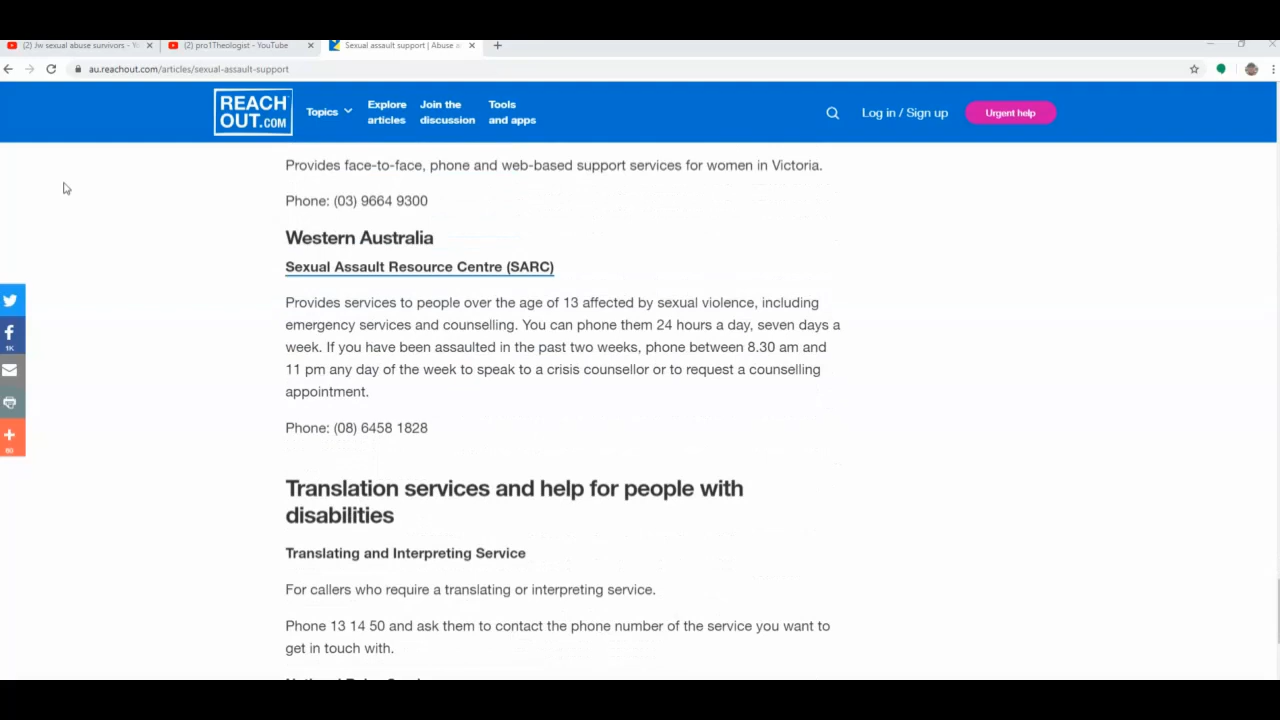 (2) Jw sexual abuse survivors - Y
(2) pro1Theologist - YouTube
Sexual assault support | Abuse a
au.reachout.com/articles/sexual-assault-support
REACH
OUT.COM
Topics
Explore
articles
Join the
discussion
Tools
and apps
Log in / Sign up
Urgent help
Provides face-to-face, phone and web-based support services for women in Victoria.
Phone: (03) 9664 9300
Western Australia
Sexual Assault Resource Centre (SARC)
Provides services to people over the age of 13 affected by sexual violence, including
emergency services and counselling. You can phone them 24 hours a day, seven days a
week. If you have been assaulted in the past two weeks, phone between 8.30 am and
11 pm any day of the week to speak to a crisis counsellor or to request a counselling
appointment.
Phone: (08) 6458 1828
1K
Translation services and help for people with
disabilities
Translating and Interpreting Service
For callers who require a translating or interpreting service.
Phone 13 14 50 and ask them to contact the phone number of the service you want to
get in touch with.